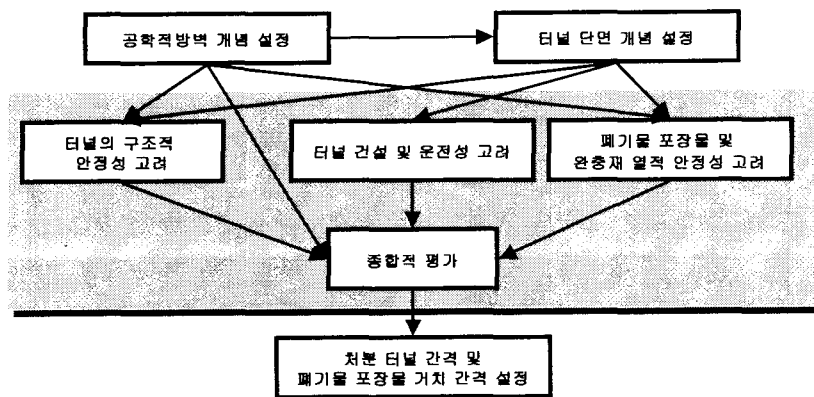 공학적방벽 개념 설정
터널 단면 개념 설정
터널의 구조적
안정성 고려
터널 건설 및 운전성 고려
폐기물 포장물 및
완충재 열적 안정성 고려
종합적 평가
처분 터널 간격 및
폐기물 포장물 거치 간격 설정